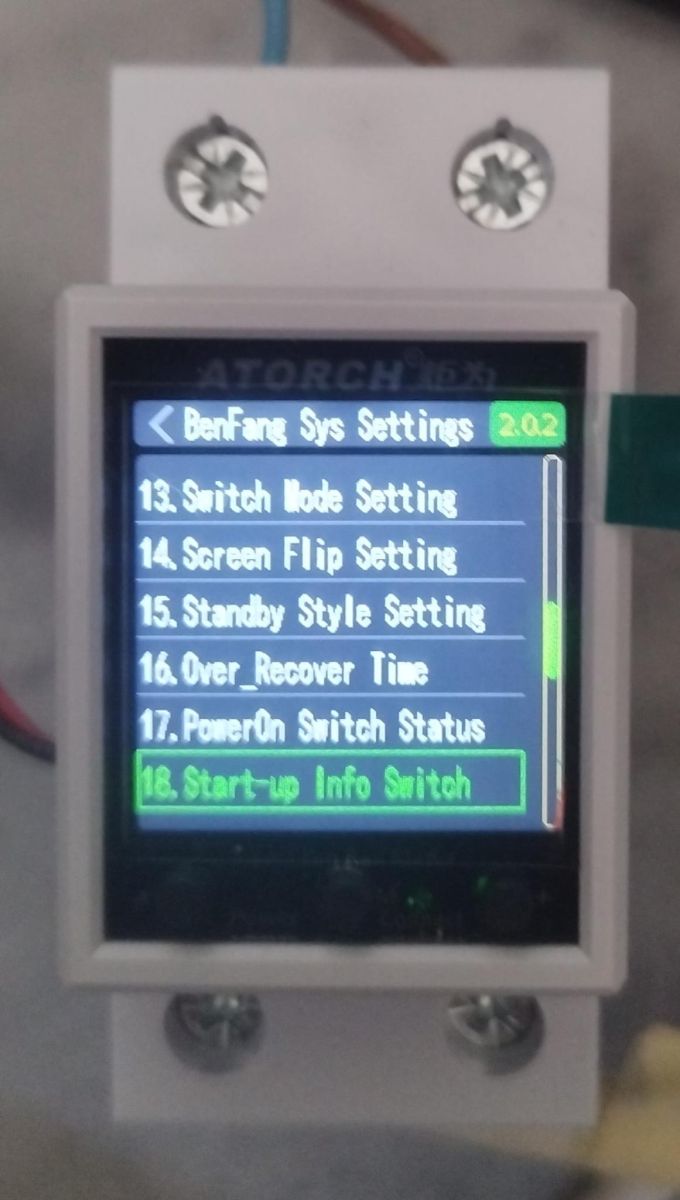 ATORCH
BenFang Sys Settings 2.0.2
13.Switch Mode Setting
14.Screen Flip Setting
15.Standby Style Setting
16.Over_Recover Time
17.PowerOn Switch Status
18.Start-up Info Switch